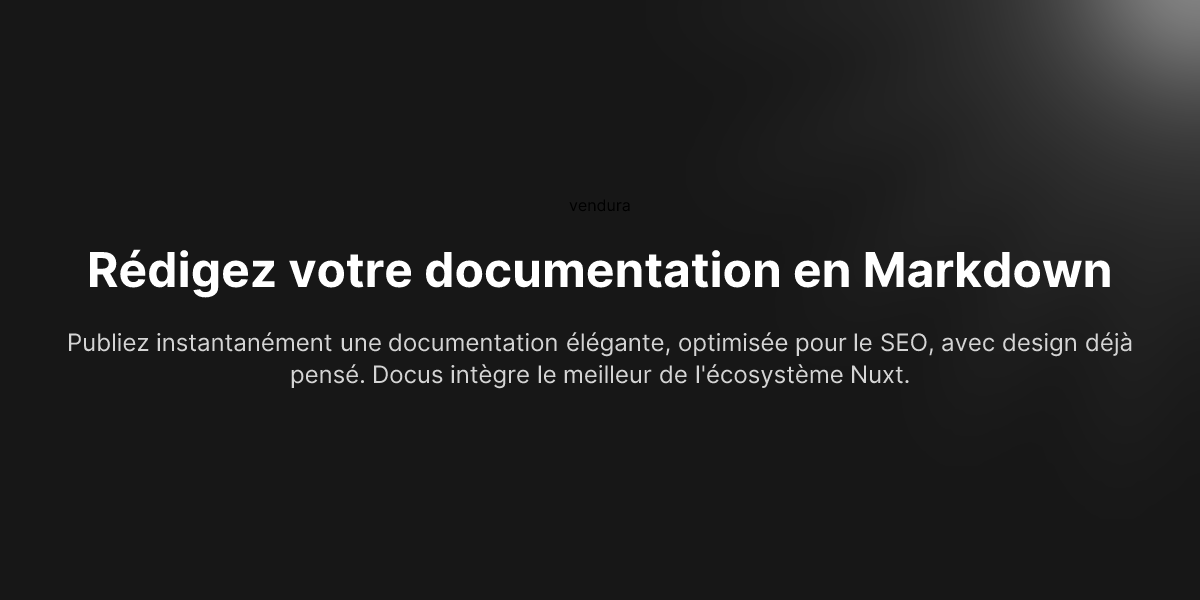 vendura
Rédigez votre documentation en Markdown
Publiez instantanément une documentation élégante, optimisée pour le SEO, avec design déjà
pensé. Docus intègre le meilleur de l'écosystème Nuxt.